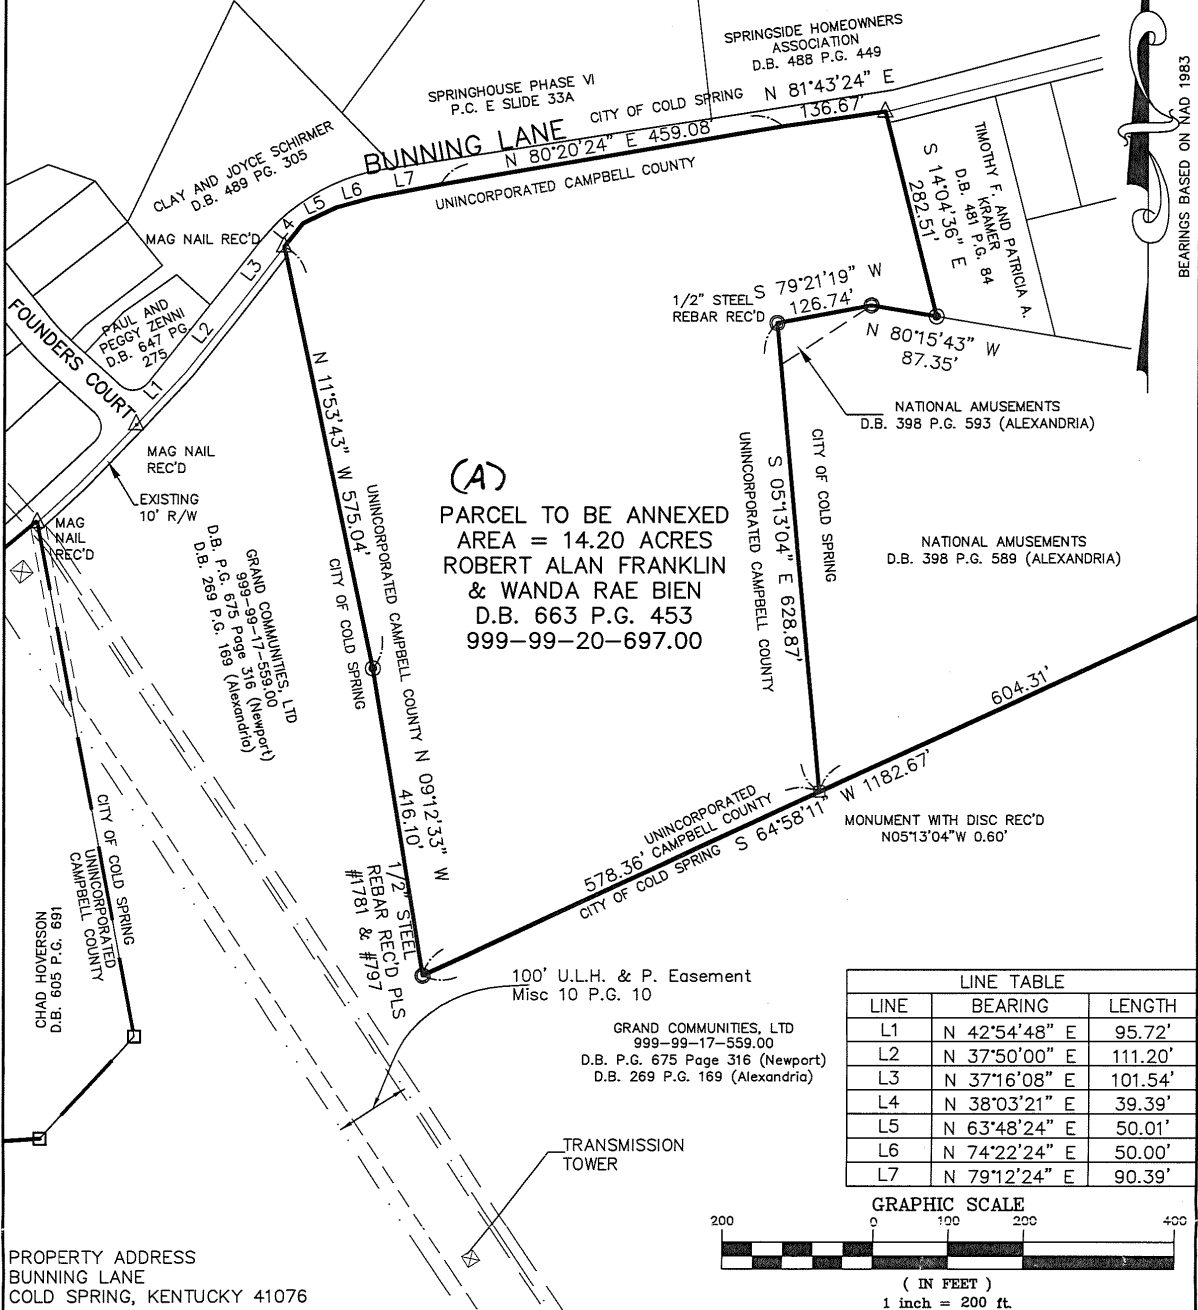 SPRINGSIDE HOMEOWNERS
ASSOCIATION
D.B. 488 P.G. 449
SPRINGHOUSE PHASE VI
P.C. E SLIDE 33A
CITY OF COLD SPRING
N 81°43'24" E
136.67'
BUNNING LANE
N 80°20'24" E 459.08'
UNINCORPORATED CAMPBELL COUNTY
CLAY AND JOYCE SCHIRMER
D.B. 489 PG. 305
MAG NAIL REC'D
L4
L5
L6
L7
L3
L2
L1
PAUL AND
PEGGY ZENNI
D.B. 647 PG.
275
FOUNDERS COURT
BEARINGS BASED ON NAD 1983
TIMOTHY F. AND PATRICIA A.
KRAMER
D.B. 481 P.G. 84
S 14°04'36" E
282.51'
1/2" STEEL
REBAR REC'D
S 79°21'19" W
126.74'
N 80°15'43" W
87.35'
NATIONAL AMUSEMENTS
D.B. 398 P.G. 593 (ALEXANDRIA)
MAG NAIL
REC'D
EXISTING
10' R/W
MAG
NAIL
REC'D
N 11°53'43" W 575.04'
UNINCORPORATED CAMPBELL COUNTY
CITY OF COLD SPRING
(A)
PARCEL TO BE ANNEXED
AREA = 14.20 ACRES
ROBERT ALAN FRANKLIN
& WANDA RAE BIEN
D.B. 663 P.G. 453
999-99-20-697.00
UNINCORPORATED CAMPBELL COUNTY
S 05°13'04" E 628.87'
CITY OF COLD SPRING
NATIONAL AMUSEMENTS
D.B. 398 P.G. 589 (ALEXANDRIA)
GRAND COMMUNITIES, LTD
999-99-17-559.00
D.B. P.G. 675 Page 316 (Newport)
D.B. 269 P.G. 169 (Alexandria)
N 09°12'33" W
416.10'
604.31'
UNINCORPORATED
CAMPBELL COUNTY
S 64°58'11" W 1182.67'
578.36'
CITY OF COLD SPRING
MONUMENT WITH DISC REC'D
N05°13'04"W 0.60'
1/2" STEEL
REBAR REC'D PLS
#1781 & #797
CITY OF COLD SPRING
UNINCORPORATED
CAMPBELL COUNTY
CHAD HOVERSON
D.B. 605 P.G. 691
100' U.L.H. & P. Easement
Misc 10 P.G. 10
GRAND COMMUNITIES, LTD
999-99-17-559.00
D.B. P.G. 675 Page 316 (Newport)
D.B. 269 P.G. 169 (Alexandria)
TRANSMISSION
TOWER
LINE TABLE
LINE BEARING LENGTH
L1 N 42°54'48" E 95.72'
L2 N 37°50'00" E 111.20'
L3 N 37°16'08" E 101.54'
L4 N 38°03'21" E 39.39'
L5 N 63°48'24" E 50.01'
L6 N 74°22'24" E 50.00'
L7 N 79°12'24" E 90.39'
GRAPHIC SCALE
200 0 100 200 400
( IN FEET )
1 inch = 200 ft.
PROPERTY ADDRESS
BUNNING LANE
COLD SPRING, KENTUCKY 41076